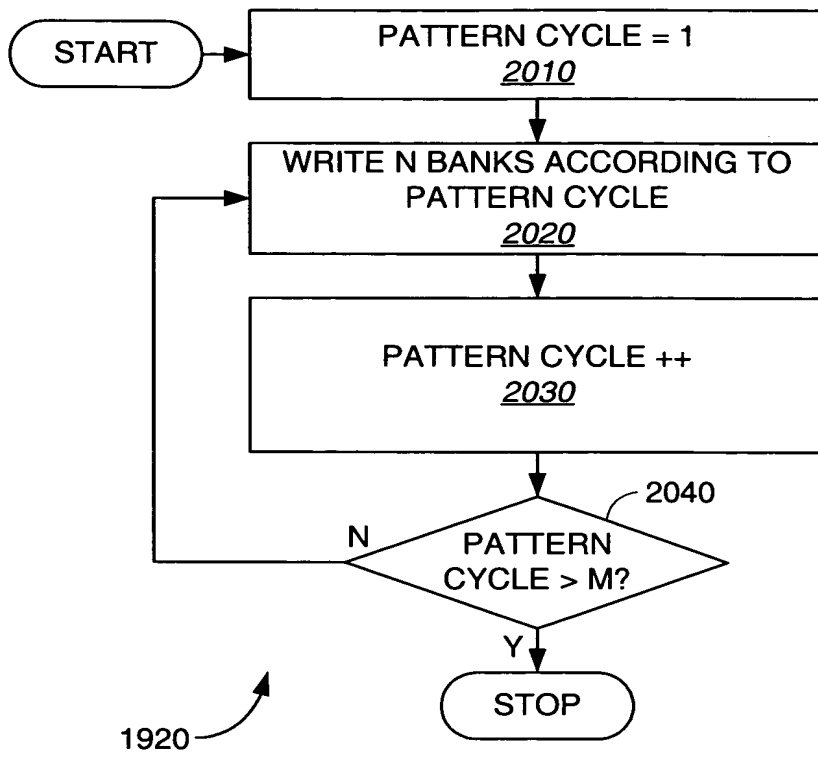 START
PATTERN CYCLE = 1
2010
WRITE N BANKS ACCORDING TO
PATTERN CYCLE
2020
PATTERN CYCLE ++
2030
2040
N
PATTERN
CYCLE > M?
Y
STOP
1920